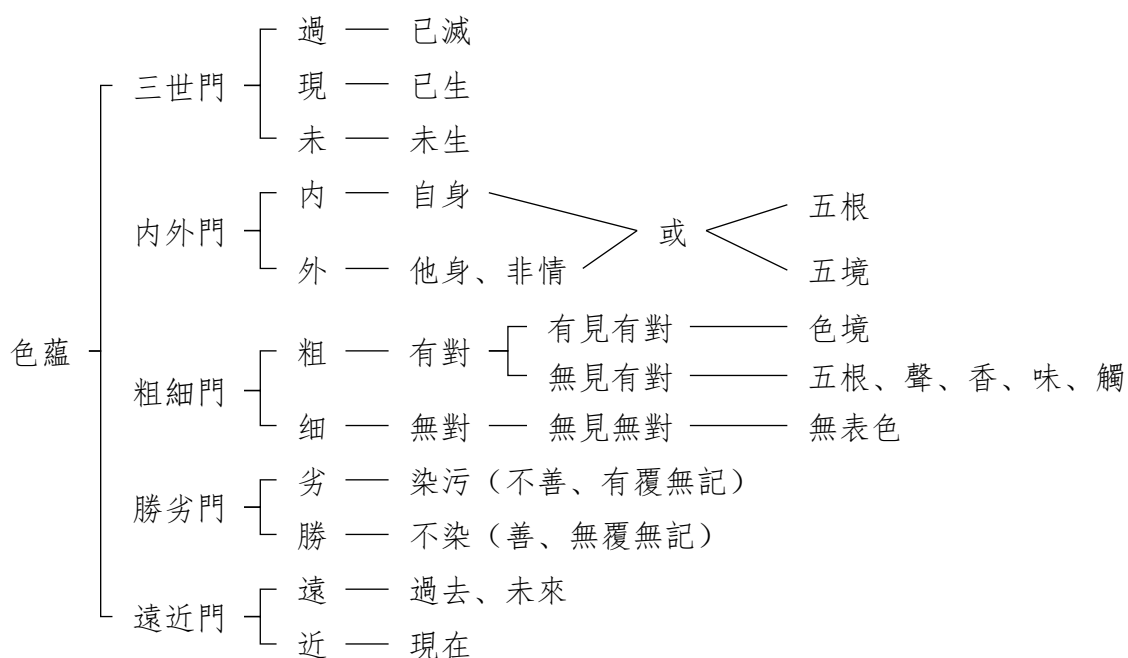 過 已滅
三世門 現 已生
未 未生
内 自身
内外門 或 五根
外 他身、非情 五境
色蘊
粗 有對 有見有對 色境
粗細門 無見有對 五根、聲、香、味、觸
细 無對 無見無對 無表色
劣 染污（不善、有覆無記）
勝劣門
勝 不染（善、無覆無記）
遠 過去、未來
遠近門
近 現在